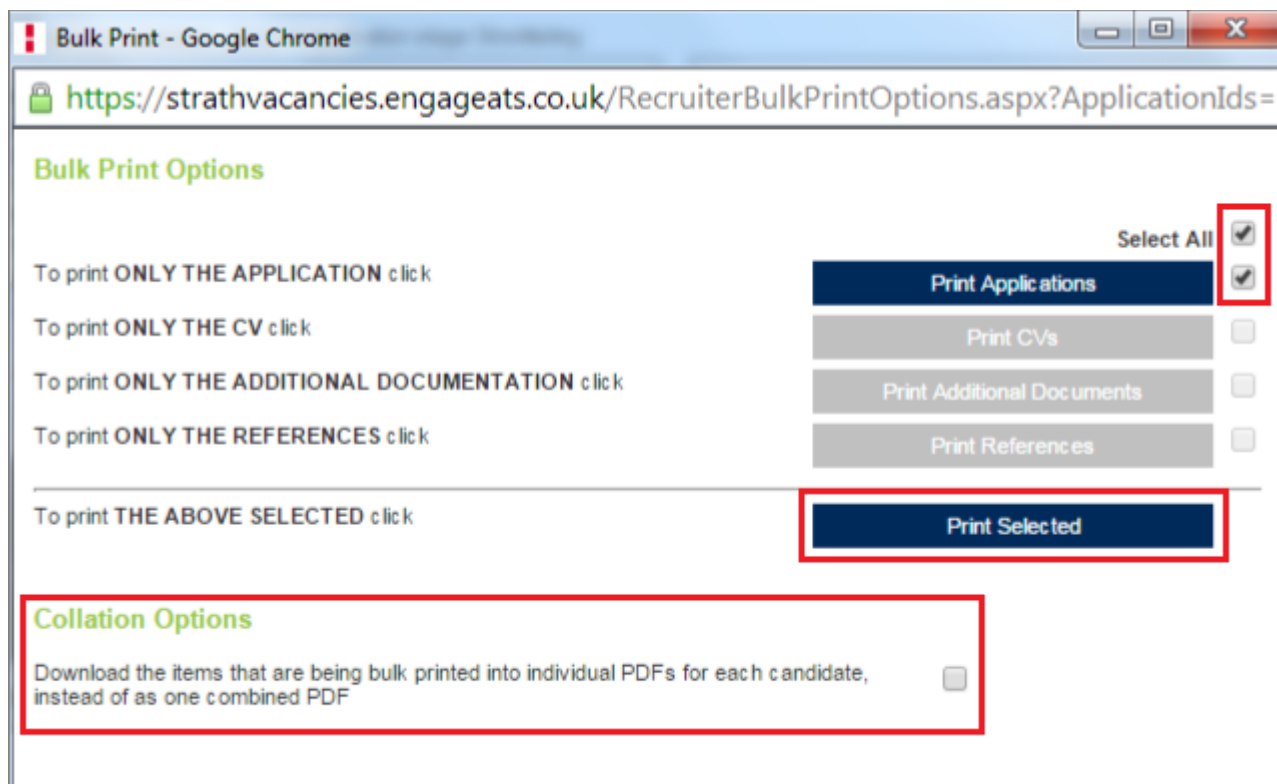 Bulk Print - Google Chrome
https://strathvacancies.engageats.co.uk/RecruiterBulkPrintOptions.aspx?ApplicationIds=
Bulk Print Options
Select All
To print ONLY THE APPLICATION click Print Applications
To print ONLY THE CV click Print CVs
To print ONLY THE ADDITIONAL DOCUMENTATION click Print Additional Documents
To print ONLY THE REFERENCES click Print References
To print THE ABOVE SELECTED click Print Selected
Collation Options
Download the items that are being bulk printed into individual PDFs for each candidate,
instead of as one combined PDF